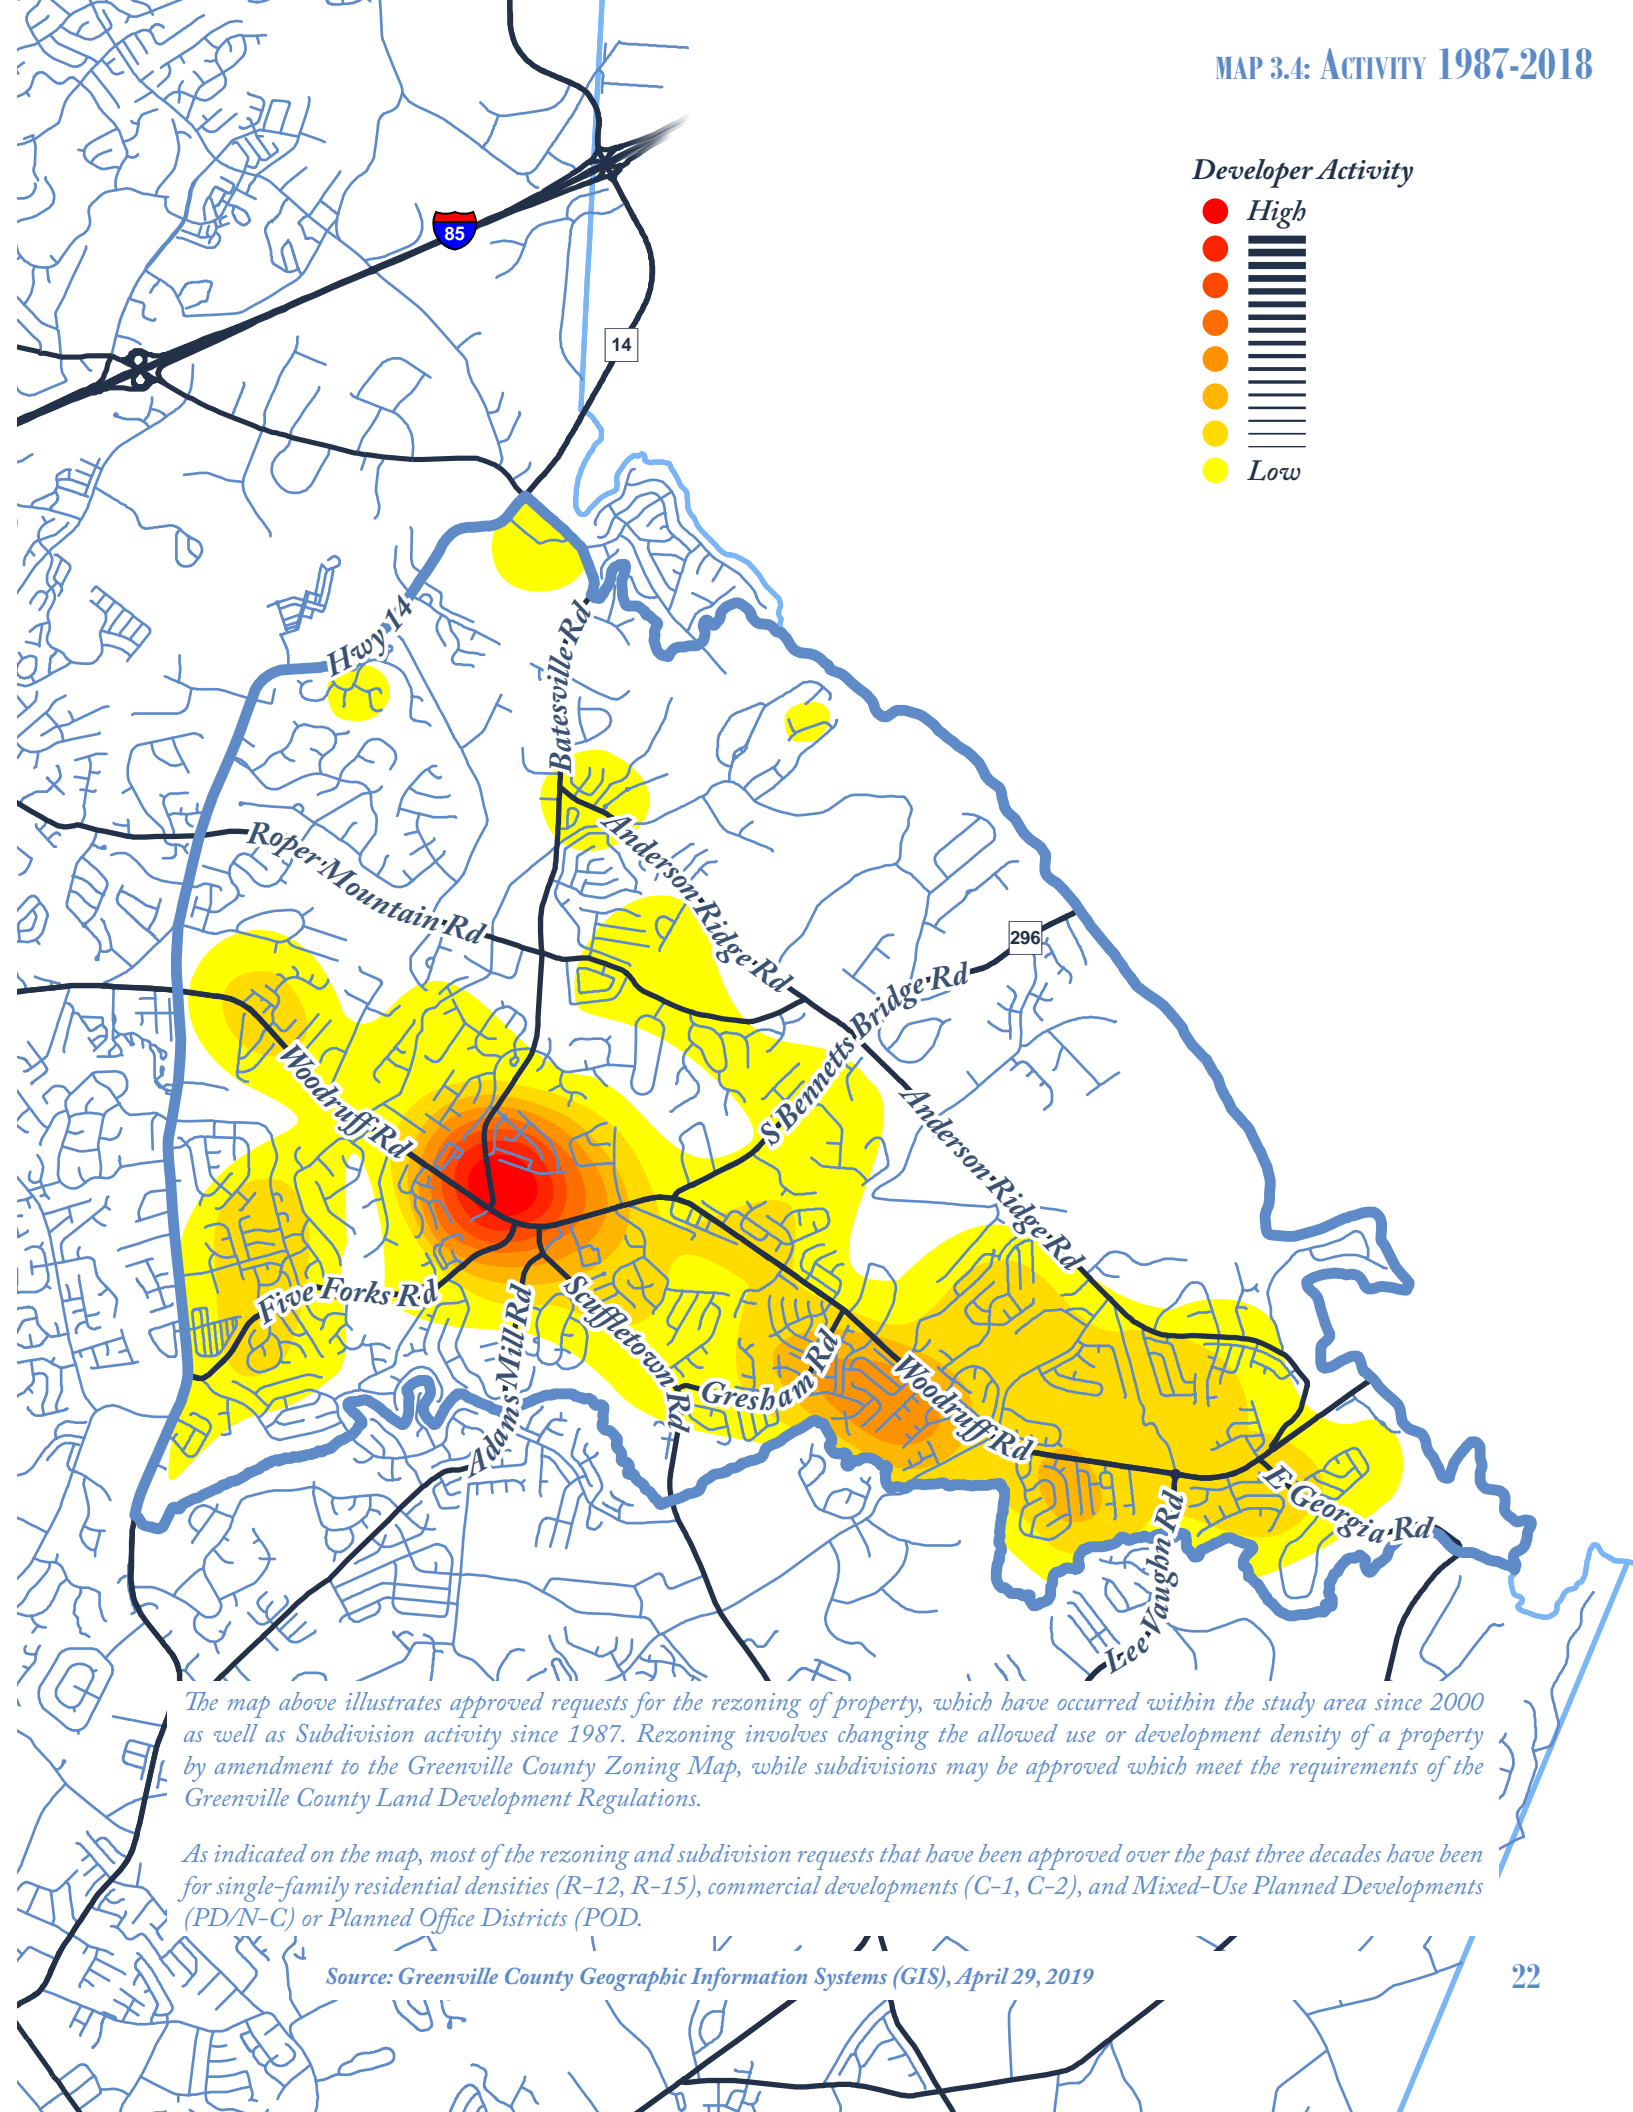 MAP 3.4: ACTIVITY 1987-2018
Developer Activity
High
Low
85
14
Hwy 14
Batesville Rd
Roper Mountain Rd
Anderson Ridge Rd
296
S Bennetts Bridge Rd
Woodruff Rd
Anderson Ridge Rd
Five Forks Rd
Adams Mill Rd
Scuffletown Rd
Gresham Rd
Woodruff Rd
E Georgia Rd
Lee Vaughn Rd
The map above illustrates approved requests for the rezoning of property, which have occurred within the study area since 2000
as well as Subdivision activity since 1987. Rezoning involves changing the allowed use or development density of a property
by amendment to the Greenville County Zoning Map, while subdivisions may be approved which meet the requirements of the
Greenville County Land Development Regulations.
As indicated on the map, most of the rezoning and subdivision requests that have been approved over the past three decades have been
for single-family residential densities (R-12, R-15), commercial developments (C-1, C-2), and Mixed-Use Planned Developments
(PD/N-C) or Planned Office Districts (POD.
Source: Greenville County Geographic Information Systems (GIS), April 29, 2019
22